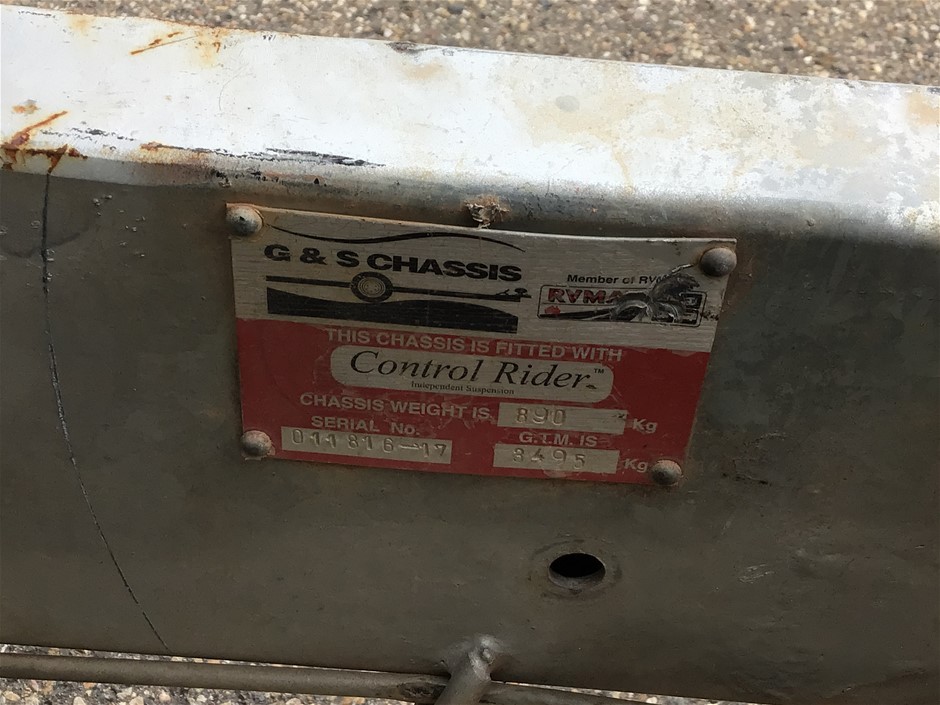 G & S CHASSIS
Member of RVM
RVMA
THIS CHASSIS IS FITTED WITH
Control Rider™
Independent Suspension
CHASSIS WEIGHT IS 890 Kg
SERIAL No. G.T.M. IS
011816-17 3495 Kg